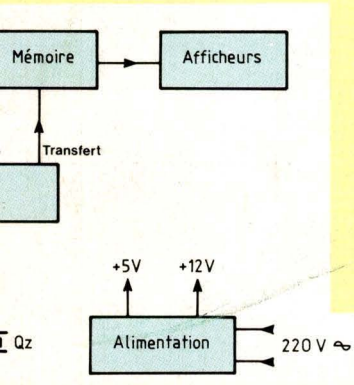 Mémoire
Afficheurs
Transfert
+5V
+12V
Qz
Alimentation
220 V ~